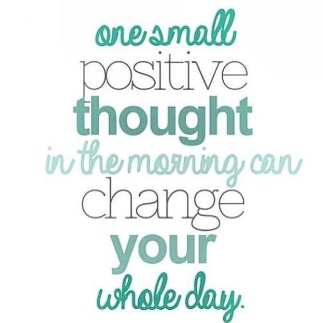 one small
positive
thought
in the morning can
change
your
whole day.